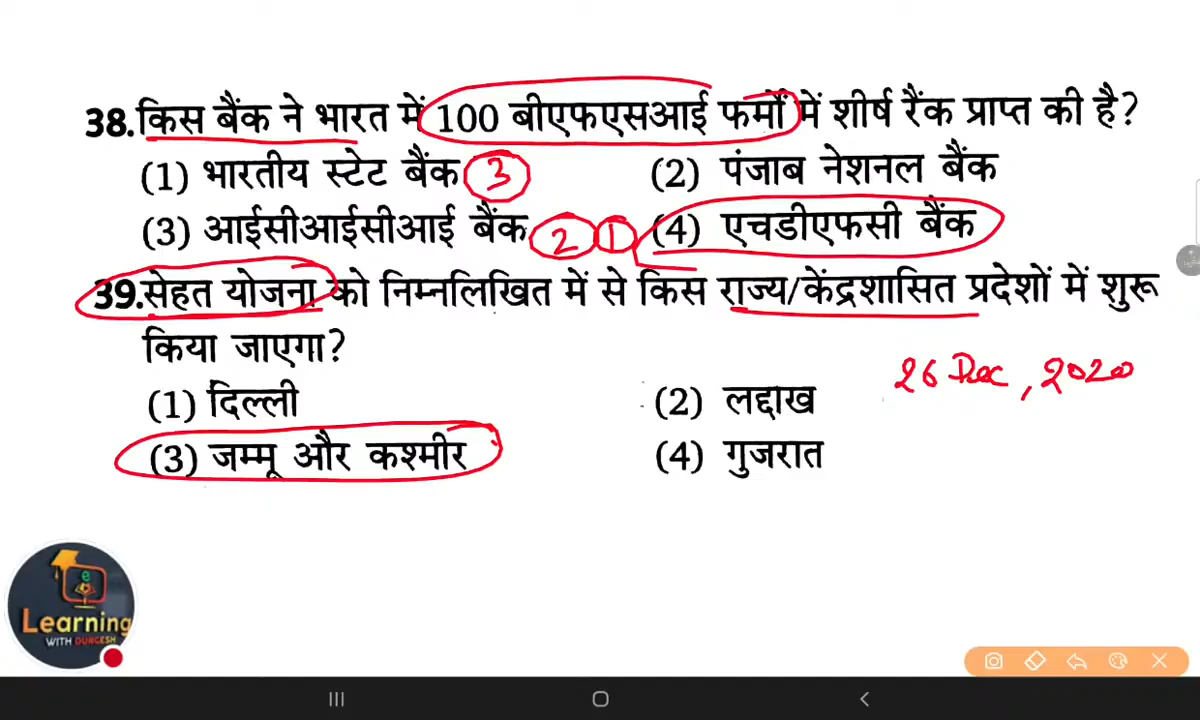 38.किस बैंक ने भारत में 100 बीएफएसआई फर्मों में शीर्ष रैंक प्राप्त की है?
(1) भारतीय स्टेट बैंक 3 (2) पंजाब नेशनल बैंक
(3) आईसीआईसीआई बैंक 2 1 (4) एचडीएफसी बैंक
39.सेहत योजना को निम्नलिखित में से किस राज्य/केंद्रशासित प्रदेशों में शुरू
किया जाएगा?
26 Dec, 2020
(1) दिल्ली (2) लद्दाख
(3) जम्मू और कश्मीर (4) गुजरात
e
Learning
WITH DURGESH